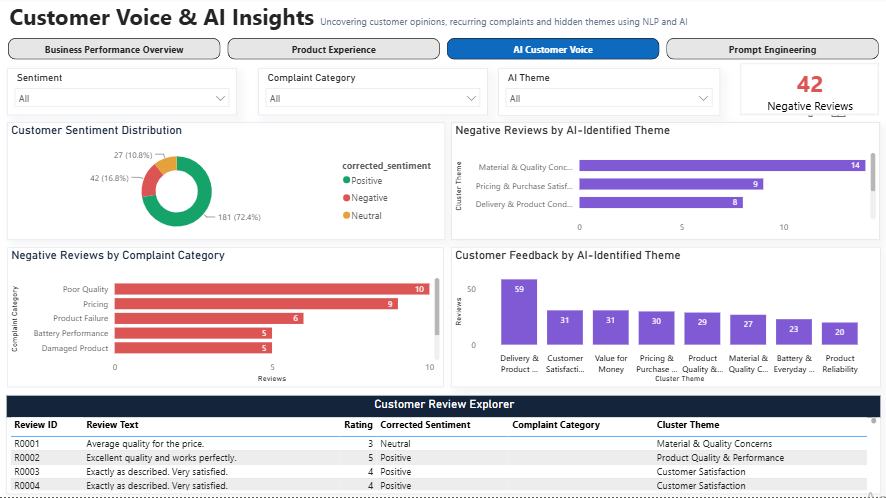 Customer Voice & AI Insights Uncovering customer opinions, recurring complaints and hidden themes using NLP and AI
Business Performance Overview Product Experience AI Customer Voice Prompt Engineering
Sentiment Complaint Category AI Theme
All All All
42
Negative Reviews
Customer Sentiment Distribution
27 (10.8%)
42 (16.8%)
181 (72.4%)
corrected_sentiment
Positive
Negative
Neutral
Negative Reviews by AI-Identified Theme
Cluster Theme
Material & Quality Conc... 14
Pricing & Purchase Satisf... 9
Delivery & Product Cond... 8
0 5 10
Negative Reviews by Complaint Category
Complaint Category
Poor Quality 10
Pricing 9
Product Failure 6
Battery Performance 5
Damaged Product 5
0 5 10
Reviews
Customer Feedback by AI-Identified Theme
Reviews
50
0
59 31 31 30 29 27 23 20
Delivery & Customer Value for Pricing & Product Material & Battery & Product
Product ... Satisfacti... Money Purchase ... Quality &... Quality C... Everyday ... Reliability
Cluster Theme
Customer Review Explorer
Review ID Review Text Rating Corrected Sentiment Complaint Category Cluster Theme
R0001 Average quality for the price. 3 Neutral Material & Quality Concerns
R0002 Excellent quality and works perfectly. 5 Positive Product Quality & Performance
R0003 Exactly as described. Very satisfied. 4 Positive Customer Satisfaction
R0004 Exactly as described. Very satisfied. 4 Positive Customer Satisfaction